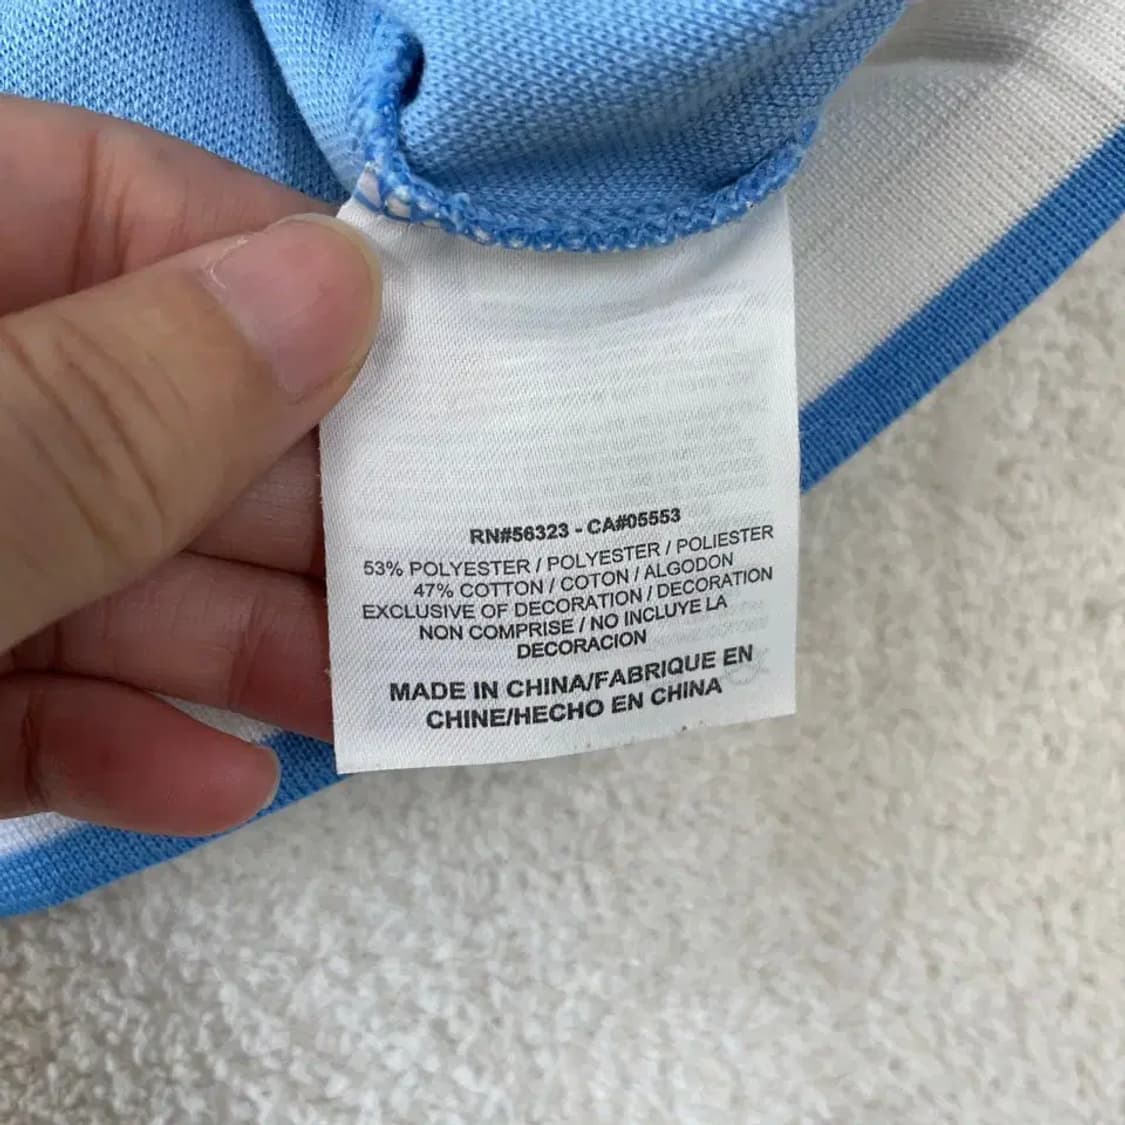 RN#56323 - CA#05553
53% POLYESTER / POLYESTER / POLIESTER
47% COTTON / COTON / ALGODON
EXCLUSIVE OF DECORATION / DECORATION
NON COMPRISE / NO INCLUYE LA
DECORACION
MADE IN CHINA/FABRIQUE EN
CHINE/HECHO EN CHINA